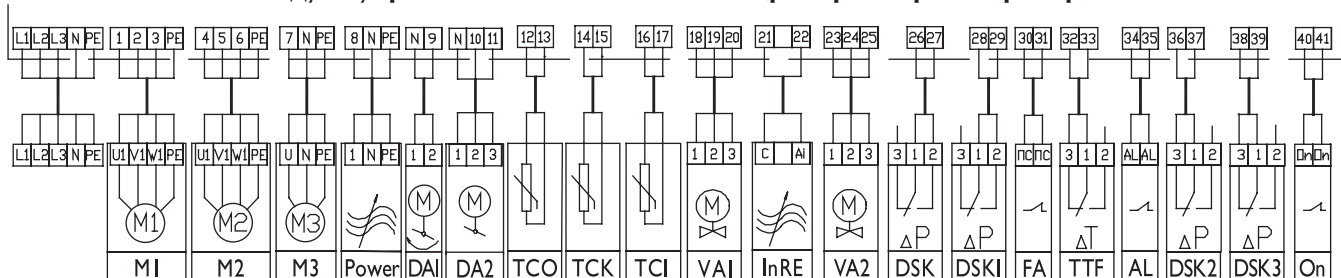 L1 L2 L3 N PE 1 2 3 PE 4 5 6 PE 7 N PE 8 N PE N 9 N 10 11 12 13 14 15 16 17 18 19 20 21 22 23 24 25 26 27 28 29 30 31 32 33 34 35 36 37 38 39 40 41
L1 L2 L3 N PE U1 V1 W1 PE U1 V1 W1 PE U N PE 1 N PE 1 2 1 2 3 1 2 3 C Ai 1 2 3 3 1 2 3 1 2 ПС ПС 3 1 2 AL AL 3 1 2 3 1 2 On On
M1 M2 M3 M M M M ΔP ΔP ΔT ΔP ΔP
M1 M2 M3 Power DA1 DA2 TCO TCK TCI VA1 InRE VA2 DSK DSK1 FA TTF AL DSK2 DSK3 On